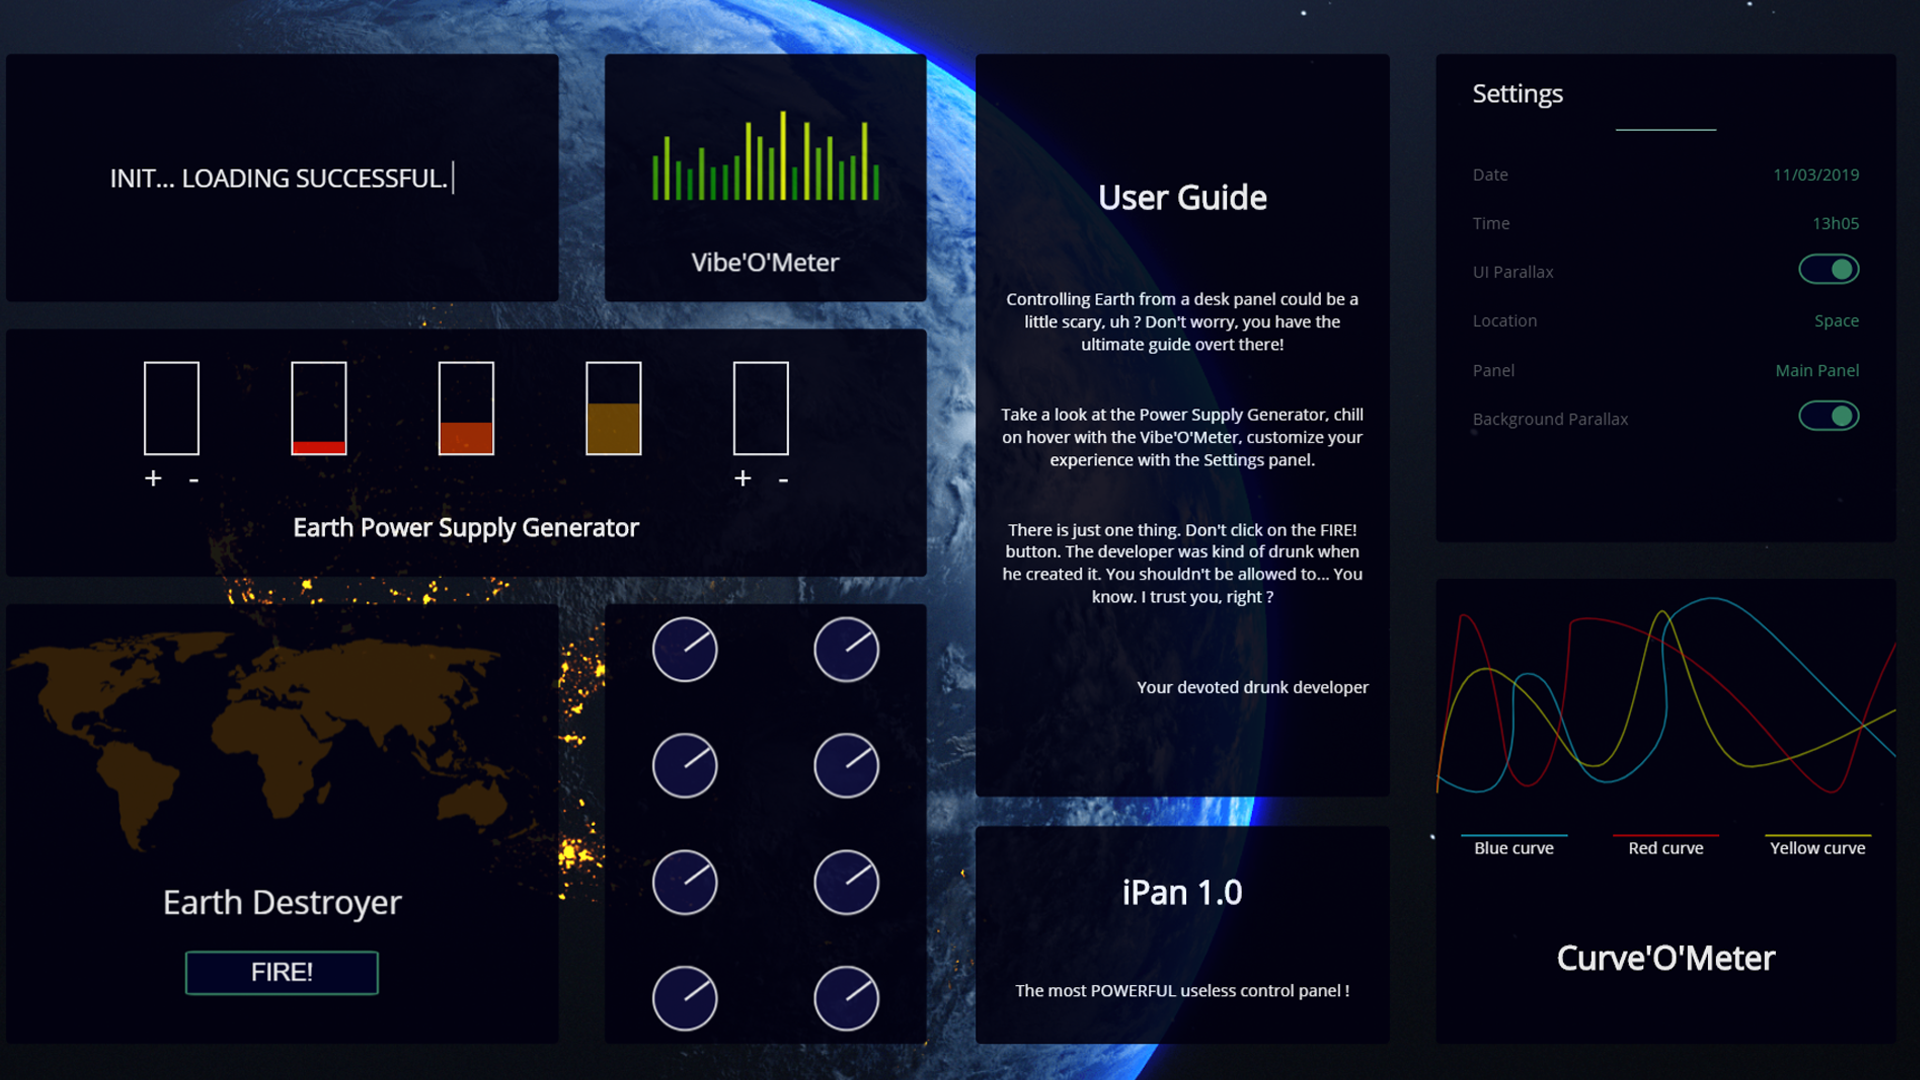 INIT... LOADING SUCCESSFUL.
Vibe'O'Meter
+ - + -
Earth Power Supply Generator
Earth Destroyer
FIRE!
User Guide
Controlling Earth from a desk panel could be a
little scary, uh ? Don't worry, you have the
ultimate guide overt there!
Take a look at the Power Supply Generator, chill
on hover with the Vibe'O'Meter, customize your
experience with the Settings panel.
There is just one thing. Don't click on the FIRE!
button. The developer was kind of drunk when
he created it. You shouldn't be allowed to... You
know. I trust you, right ?
Your devoted drunk developer
iPan 1.0
The most POWERFUL useless control panel !
Settings
Date 11/03/2019
Time 13h05
UI Parallax
Location Space
Panel Main Panel
Background Parallax
Blue curve Red curve Yellow curve
Curve'O'Meter